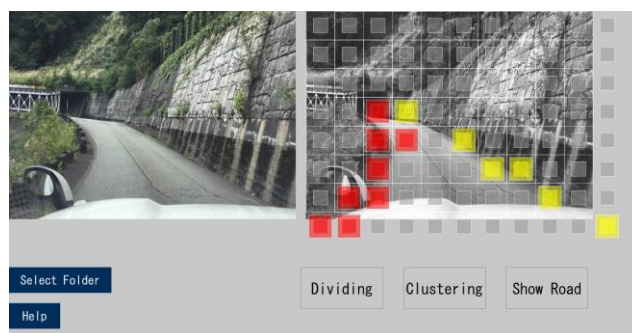 Select Folder
Help
Dividing
Clustering
Show Road